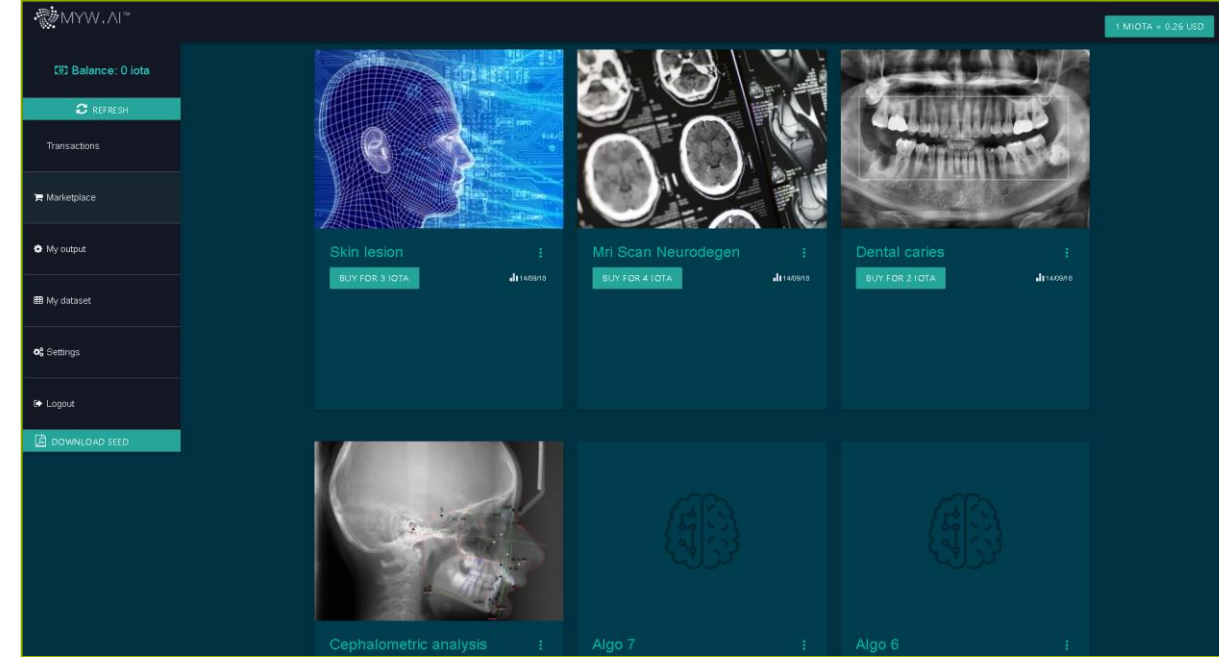 MYW.AI™
1 MIOTA = 0.26 USD
Balance: 0 iota
REFRESH
Transactions
Marketplace
My output
My dataset
Settings
Logout
DOWNLOAD SEED
Skin lesion
BUY FOR 3 IOTA
14/09/18
Mri Scan Neurodegen
BUY FOR 4 IOTA
14/09/18
Dental caries
BUY FOR 2 IOTA
14/09/18
Cephalometric analysis
Algo 7
Algo 6